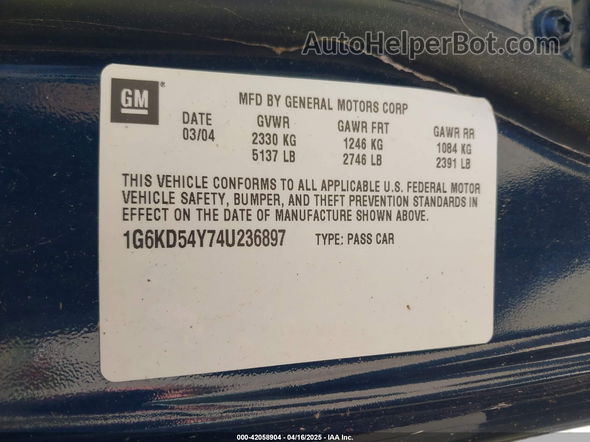 AutoHelperBot.com
GM ®
MFD BY GENERAL MOTORS CORP
DATE GVWR GAWR FRT GAWR RR
03/04 2330 KG 1246 KG 1084 KG
5137 LB 2746 LB 2391 LB
THIS VEHICLE CONFORMS TO ALL APPLICABLE U.S. FEDERAL MOTOR
VEHICLE SAFETY, BUMPER, AND THEFT PREVENTION STANDARDS IN
EFFECT ON THE DATE OF MANUFACTURE SHOWN ABOVE.
1G6KD54Y74U236897 TYPE: PASS CAR
000-42058904 - 04/16/2025 - IAA Inc.